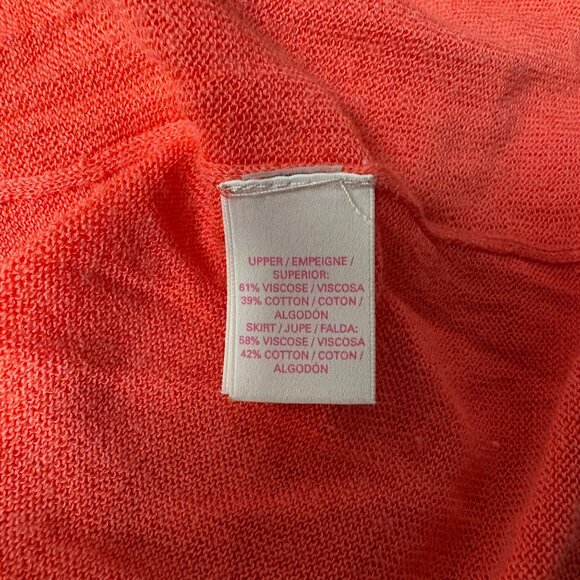 UPPER / EMPEIGNE /
SUPERIOR:
61% VISCOSE / VISCOSA
39% COTTON / COTON /
ALGODÓN
SKIRT / JUPE / FALDA:
58% VISCOSE / VISCOSA
42% COTTON / COTON /
ALGODÓN